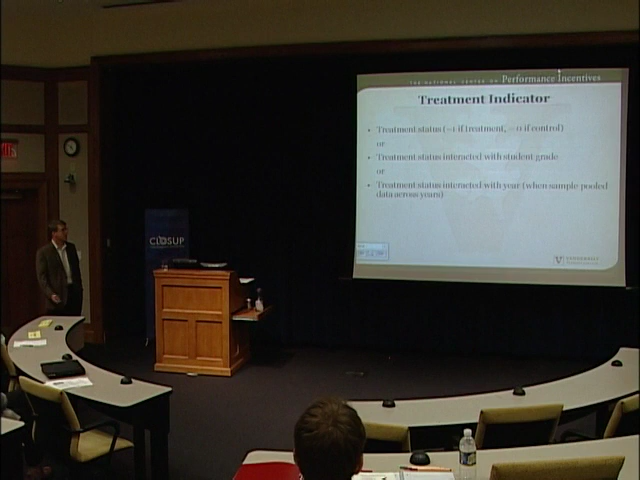 THE NATIONAL CENTER ON Performance Incentives
Treatment Indicator
• Treatment status (=1 if treatment, = 0 if control)
or
• Treatment status interacted with student grade
or
• Treatment status interacted with year (when sample pooled
data across years)
VANDERBILT
CLOSUP